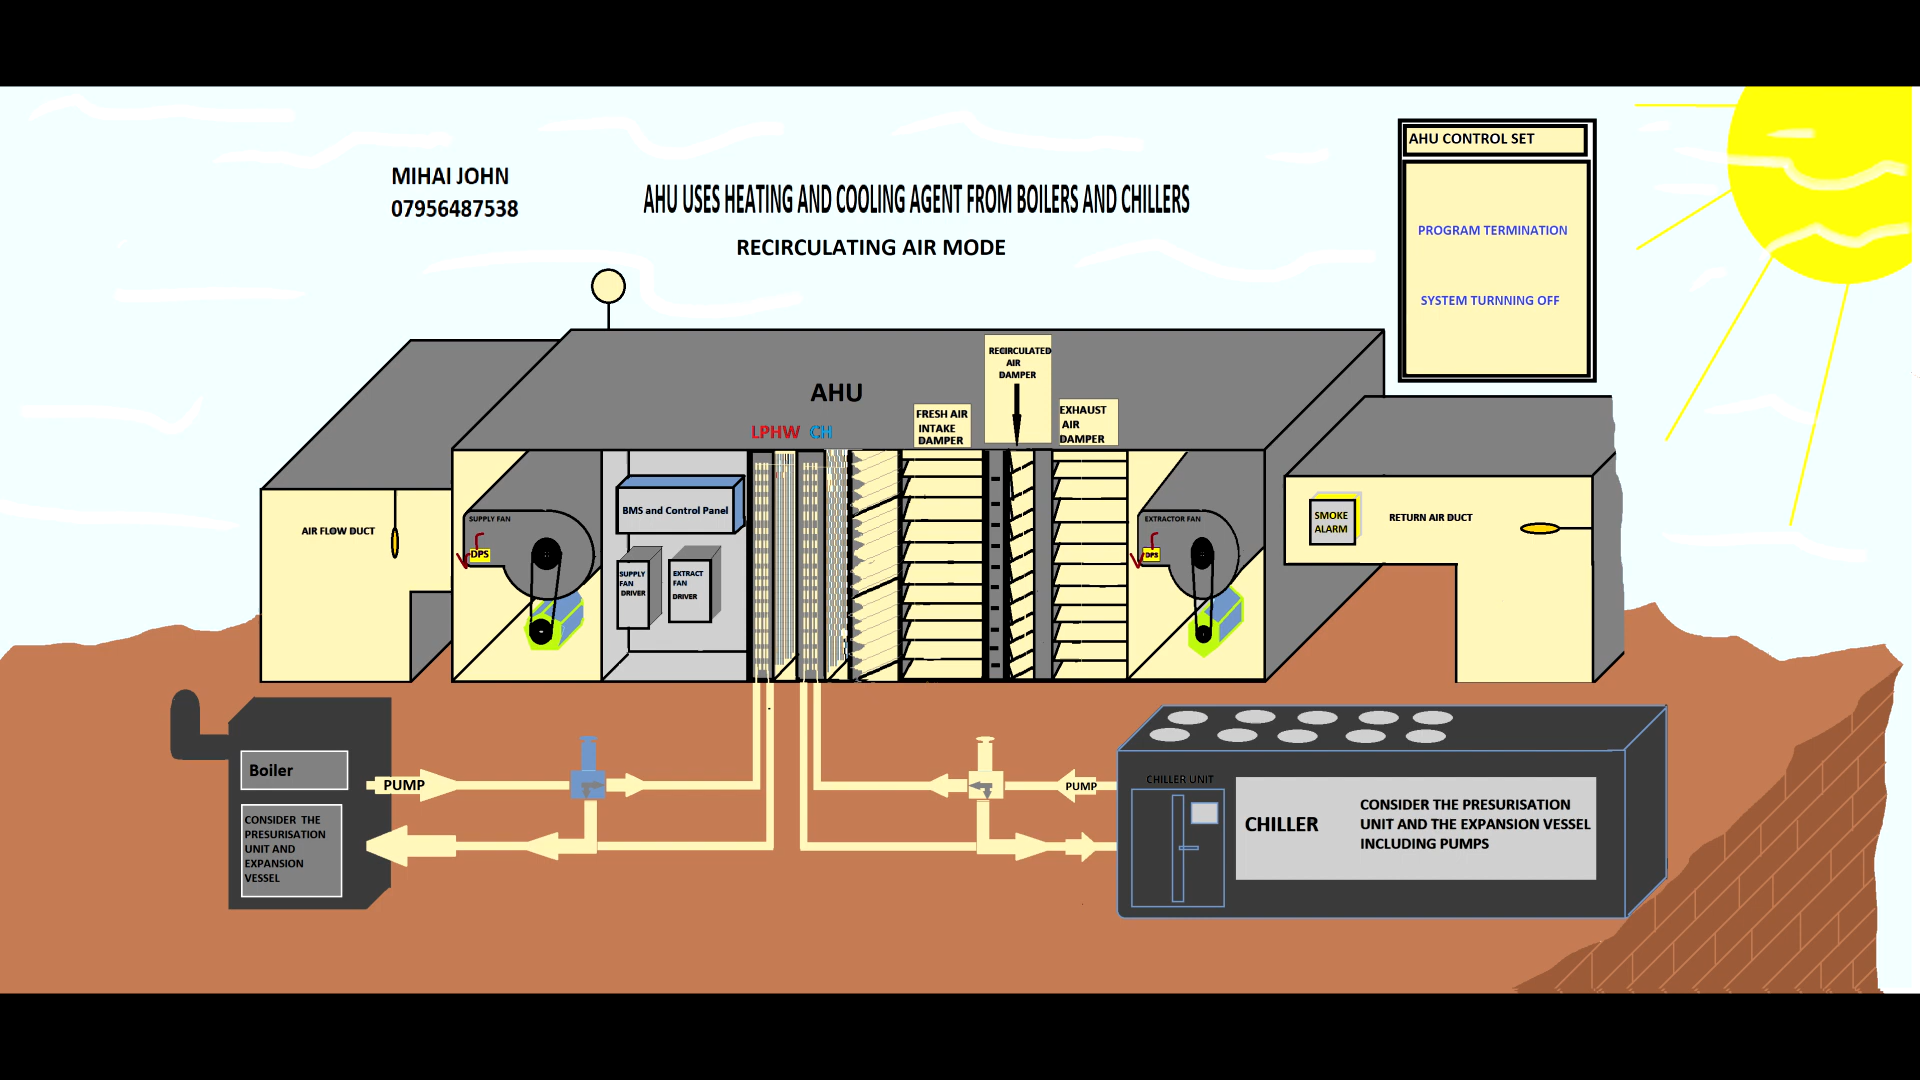 MIHAI JOHN
07956487538
AHU USES HEATING AND COOLING AGENT FROM BOILERS AND CHILLERS
RECIRCULATING AIR MODE
AHU CONTROL SET
PROGRAM TERMINATION
SYSTEM TURNNING OFF
AHU
LPHW CH
FRESH AIR
INTAKE
DAMPER
RECIRCULATED
AIR
DAMPER
EXHAUST
AIR
DAMPER
AIR FLOW DUCT
SUPPLY FAN
DPS
BMS and Control Panel
SUPPLY
FAN
DRIVER
EXTRACT
FAN
DRIVER
EXTRACTOR FAN
DPS
SMOKE
ALARM
RETURN AIR DUCT
Boiler
CONSIDER THE
PRESURISATION
UNIT AND
EXPANSION
VESSEL
PUMP
PUMP
CHILLER UNIT
CHILLER
CONSIDER THE PRESURISATION
UNIT AND THE EXPANSION VESSEL
INCLUDING PUMPS